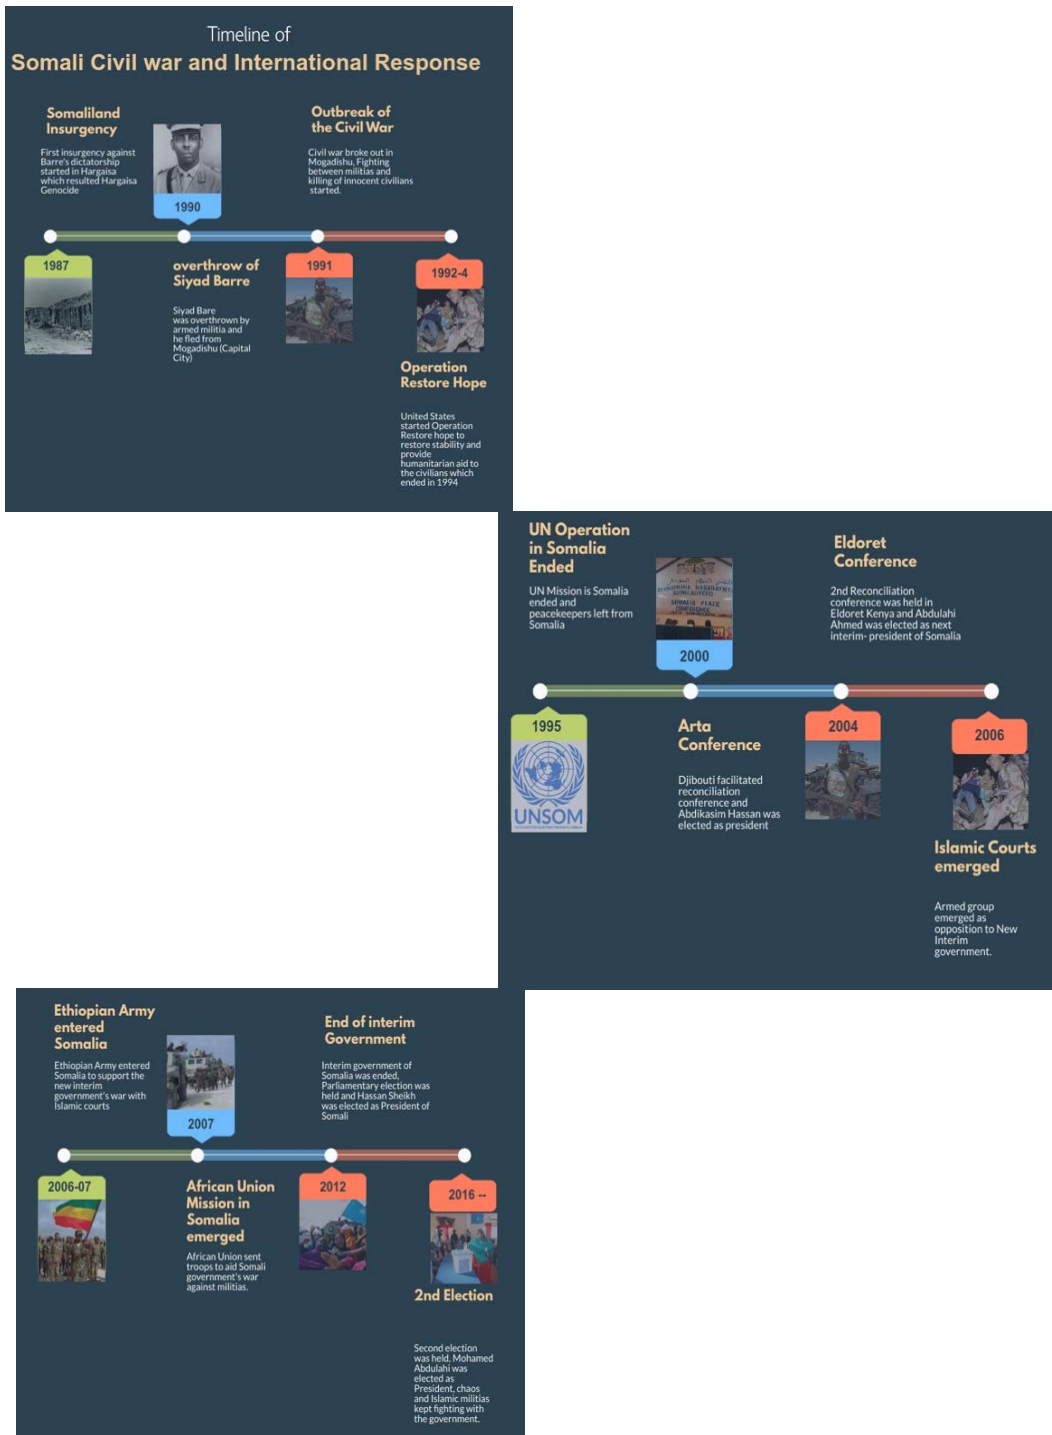 Timeline of
Somali Civil war and International Response
Somaliland
Insurgency
First insurgency against
Barre's dictatorship
started in Hargaisa
which resulted Hargaisa
Genocide
1990
Outbreak of
the Civil War
Civil war broke out in
Mogadishu, Fighting
between militias and
killing of innocent civilians
started.
1987
overthrow of
Siyad Barre
Siyad Bare
was overthrown by
armed militia and
he fled from
Mogadishu (Capital
City)
1991
1992-4
Operation
Restore Hope
United States
started Operation
Restore hope to
restore stability and
provide
humanitarian aid to
the civilians which
ended in 1994
UN Operation
in Somalia
Ended
UN Mission is Somalia
ended and
peacekeepers left from
Somalia
SOMALIA PEACE
CONFERENCE
2000
Eldoret
Conference
2nd Reconciliation
conference was held in
Eldoret Kenya and Abdulahi
Ahmed was elected as next
interim- president of Somalia
1995
UNSOM
Arta
Conference
Djibouti facilitated
reconciliation
conference and
Abdikasim Hassan was
elected as president
2004
2006
Islamic Courts
emerged
Armed group
emerged as
opposition to New
Interim
government.
Ethiopian Army
entered
Somalia
Ethiopian Army entered
Somalia to support the
new interim
government's war with
Islamic courts
2007
End of interim
Government
Interim government of
Somalia was ended,
Parliamentary election was
held and Hassan Sheikh
was elected as President of
Somali
2006-07
African Union
Mission in
Somalia
emerged
African Union sent
troops to aid Somali
government's war
against militias.
2012
2016 --
2nd Election
Second election
was held, Mohamed
Abdulahi was
elected as
President, chaos
and Islamic militias
kept fighting with
the government.